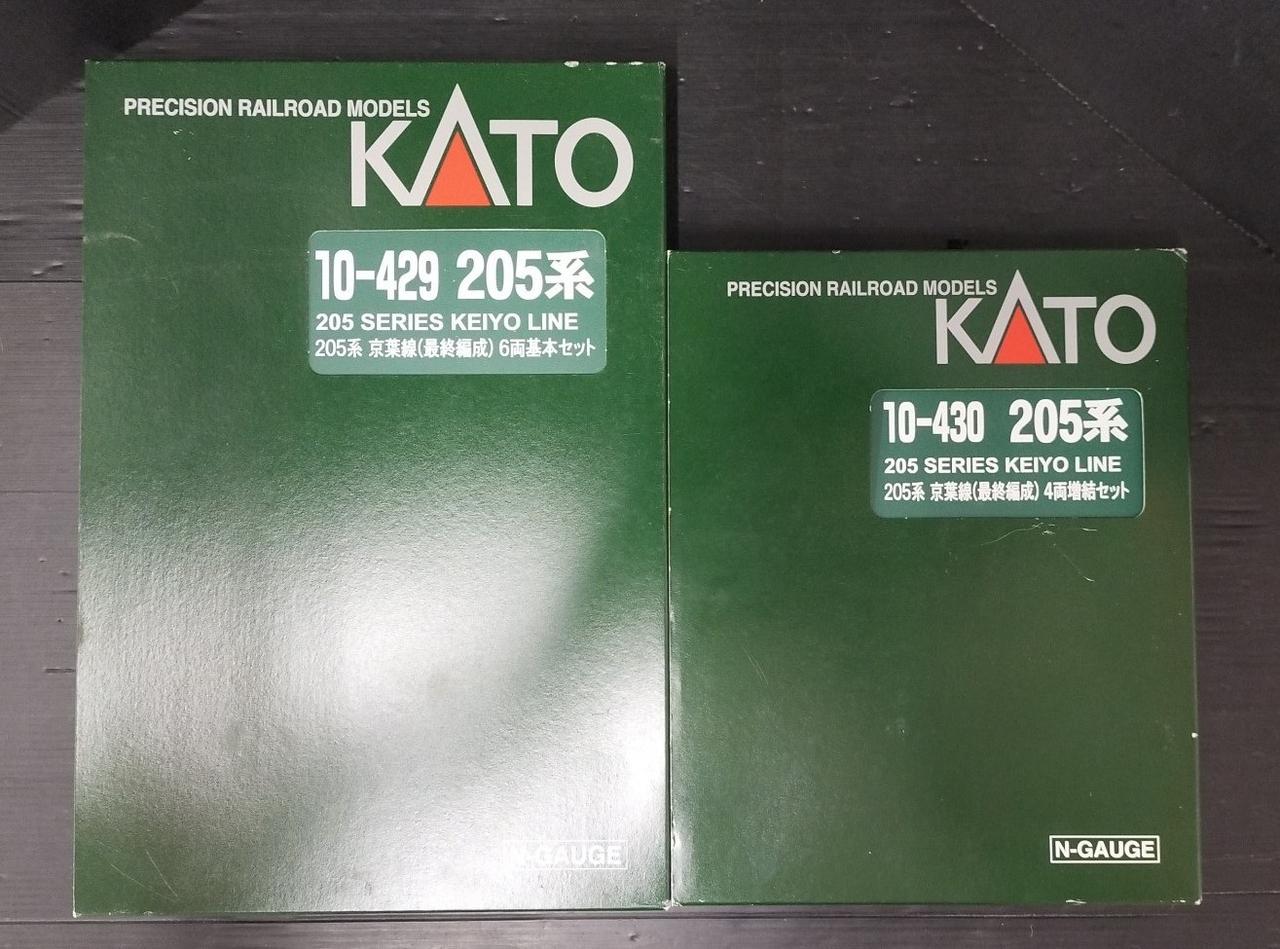 PRECISION RAILROAD MODELS
KATO
10-429 205系
205 SERIES KEIYO LINE
205系 京葉線(最終編成) 6両基本セット
N-GAUGE
PRECISION RAILROAD MODELS
KATO
10-430 205系
205 SERIES KEIYO LINE
205系 京葉線(最終編成) 4両増結セット
N-GAUGE